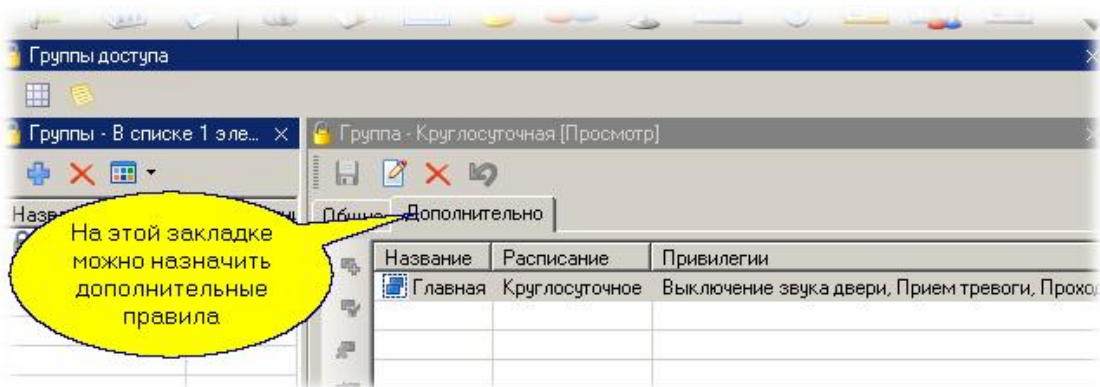 Группы доступа
Группы - В списке 1 эле...
Группа - Круглосуточная [Просмотр]
Общие
Дополнительно
На этой закладке
можно назначить
дополнительные
правила
Название Расписание Привилегии
Главная Круглосуточное Выключение звука двери, Прием тревоги, Проход